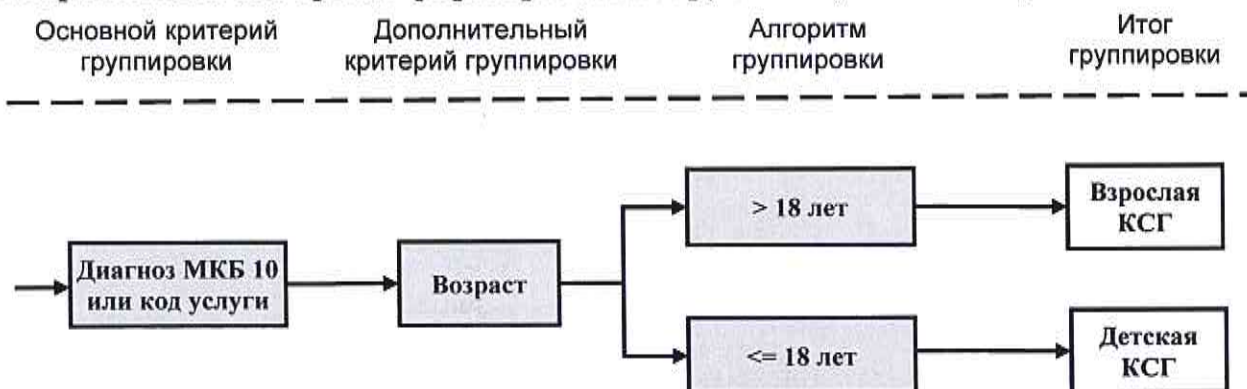 Основной критерий
группировки
Дополнительный
критерий группировки
Алгоритм
группировки
Итог
группировки
Диагноз МКБ 10
или код услуги
Возраст
> 18 лет
<= 18 лет
Взрослая
КСГ
Детская
КСГ